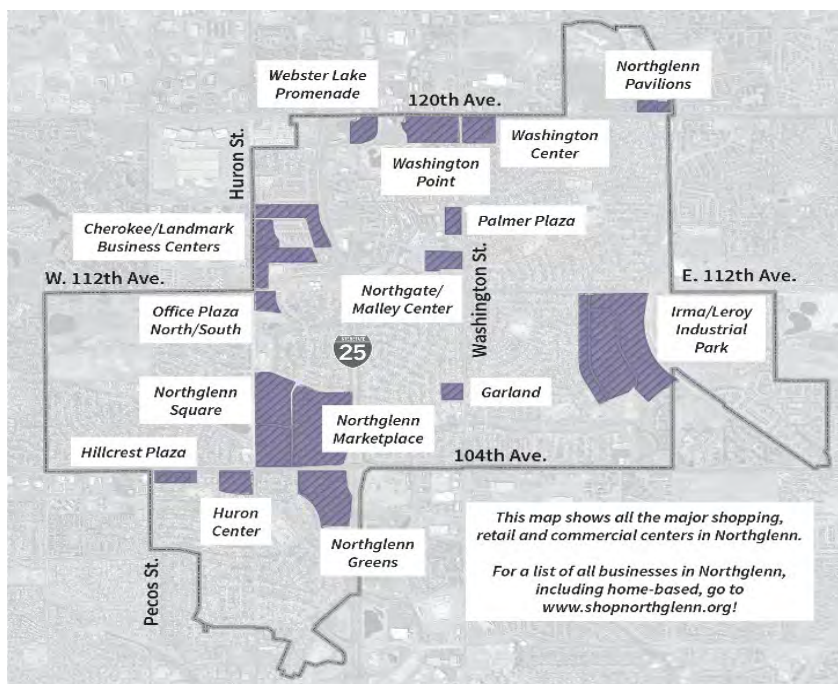 Webster Lake
Promenade
120th Ave.
Northglenn
Pavilions
Huron St.
Washington
Point
Washington
Center
Cherokee/Landmark
Business Centers
Palmer Plaza
W. 112th Ave.
Northgate/
Malley Center
Washington St.
E. 112th Ave.
Office Plaza
North/South
25
Irma/Leroy
Industrial
Park
Northglenn
Square
Northglenn
Marketplace
Garland
Hillcrest Plaza
104th Ave.
Huron
Center
Northglenn
Greens
Pecos St.
This map shows all the major shopping,
retail and commercial centers in Northglenn.
For a list of all businesses in Northglenn,
including home-based, go to
www.shopnorthglenn.org!